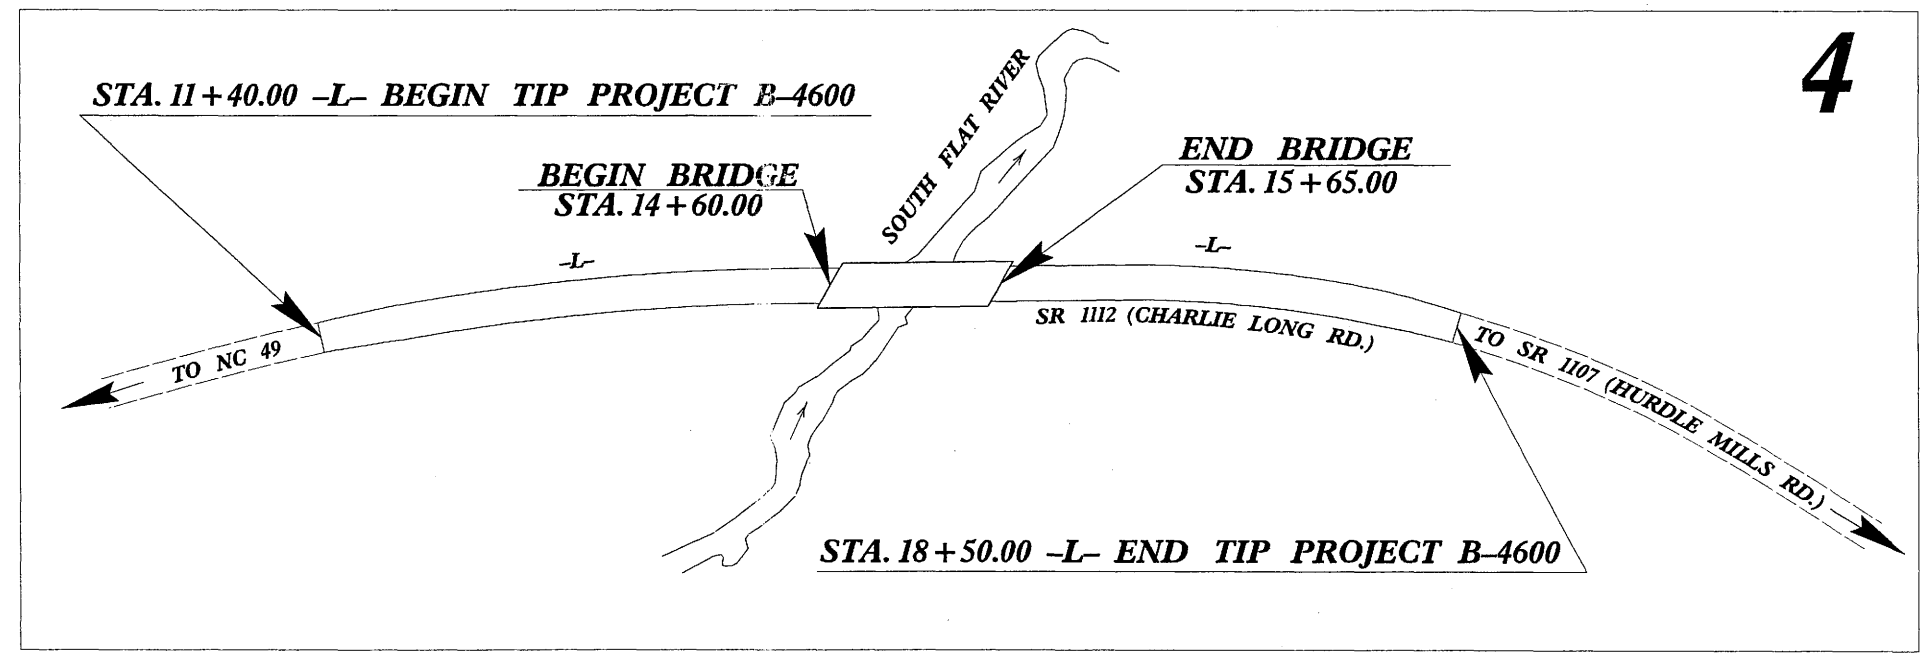 4
STA. 11+40.00 –L– BEGIN TIP PROJECT B–4600
SOUTH FLAT RIVER
END BRIDGE
STA. 15+65.00
BEGIN BRIDGE
STA. 14+60.00
–L–
–L–
SR 1112 (CHARLIE LONG RD.)
TO NC 49
TO SR 1107 (HURDLE MILLS RD.)
STA. 18+50.00 –L– END TIP PROJECT B–4600